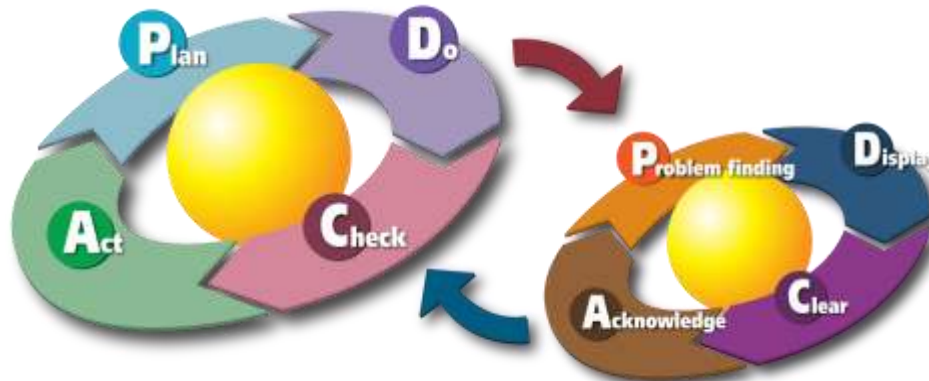 Plan
Do
Check
Act
Problem finding
Displa
Clear
Acknowledge